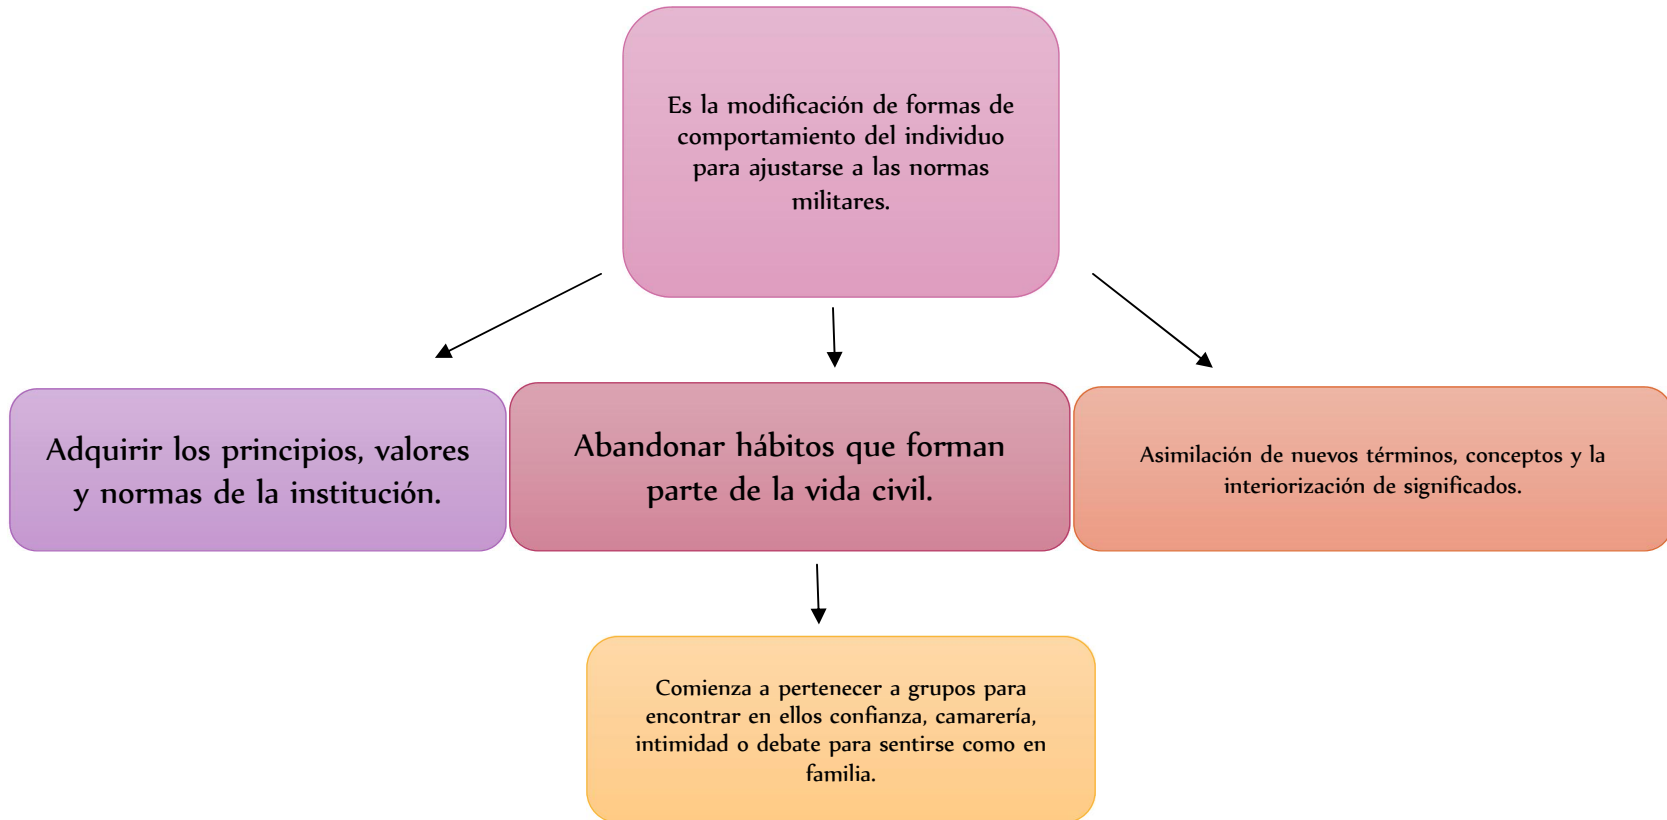 Es la modificación de formas de
comportamiento del individuo
para ajustarse a las normas
militares.
Adquirir los principios, valores
y normas de la institución.
Abandonar hábitos que forman
parte de la vida civil.
Asimilación de nuevos términos, conceptos y la
interiorización de significados.
Comienza a pertenecer a grupos para
encontrar en ellos confianza, camarería,
intimidad o debate para sentirse como en
familia.